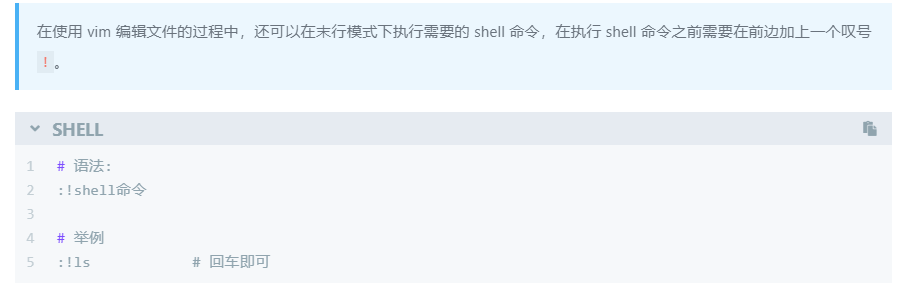 在使用 vim 编辑文件的过程中，还可以在末行模式下执行需要的 shell 命令，在执行 shell 命令之前需要在前边加上一个叹号
!。
SHELL
1 # 语法:
2 :!shell命令
3
4 # 举例
5 :!ls            # 回车即可